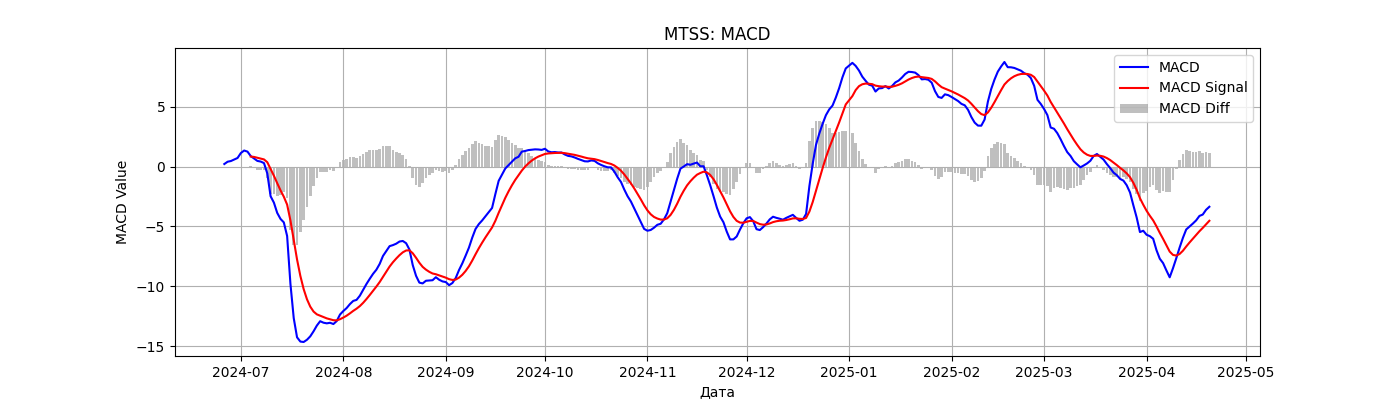 MTSS: MACD
MACD
MACD Signal
MACD Diff
MACD Value
5
0
−5
−10
−15
2024-07
2024-08
2024-09
2024-10
2024-11
2024-12
2025-01
2025-02
2025-03
2025-04
2025-05
Дата